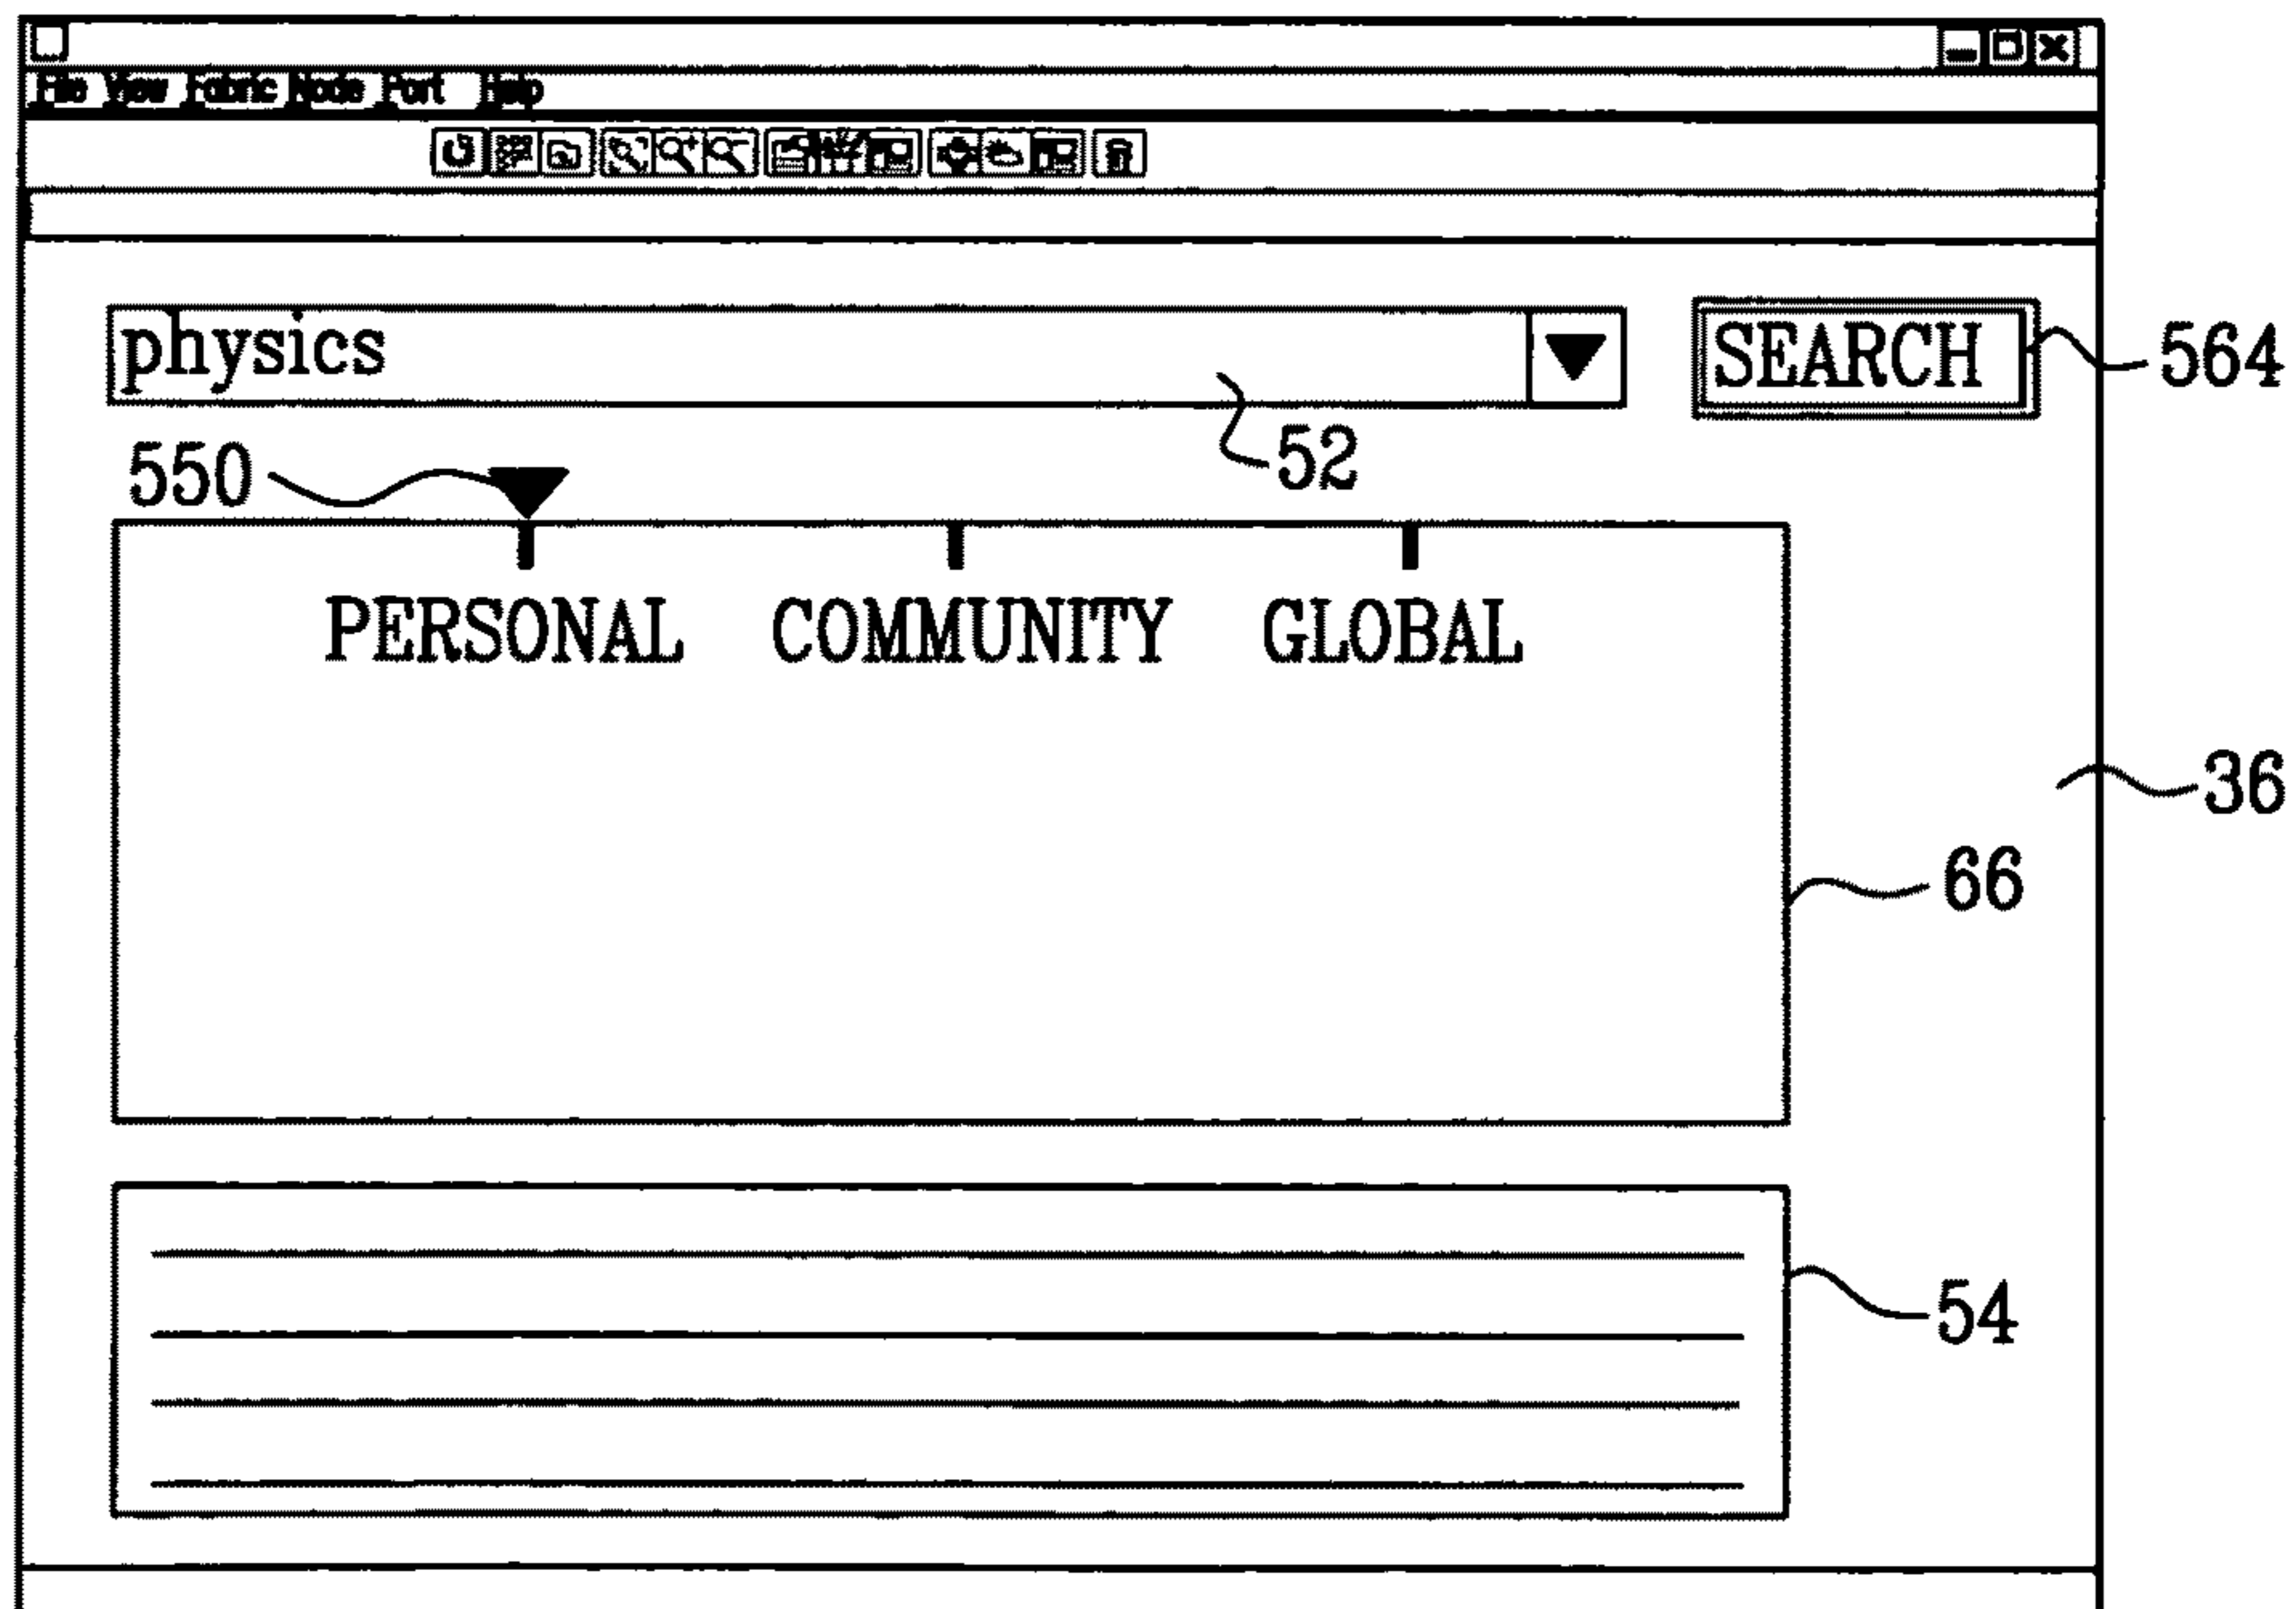 File View Fabric Node Port Help
physics SEARCH 564
550 52
PERSONAL COMMUNITY GLOBAL
36
66
54